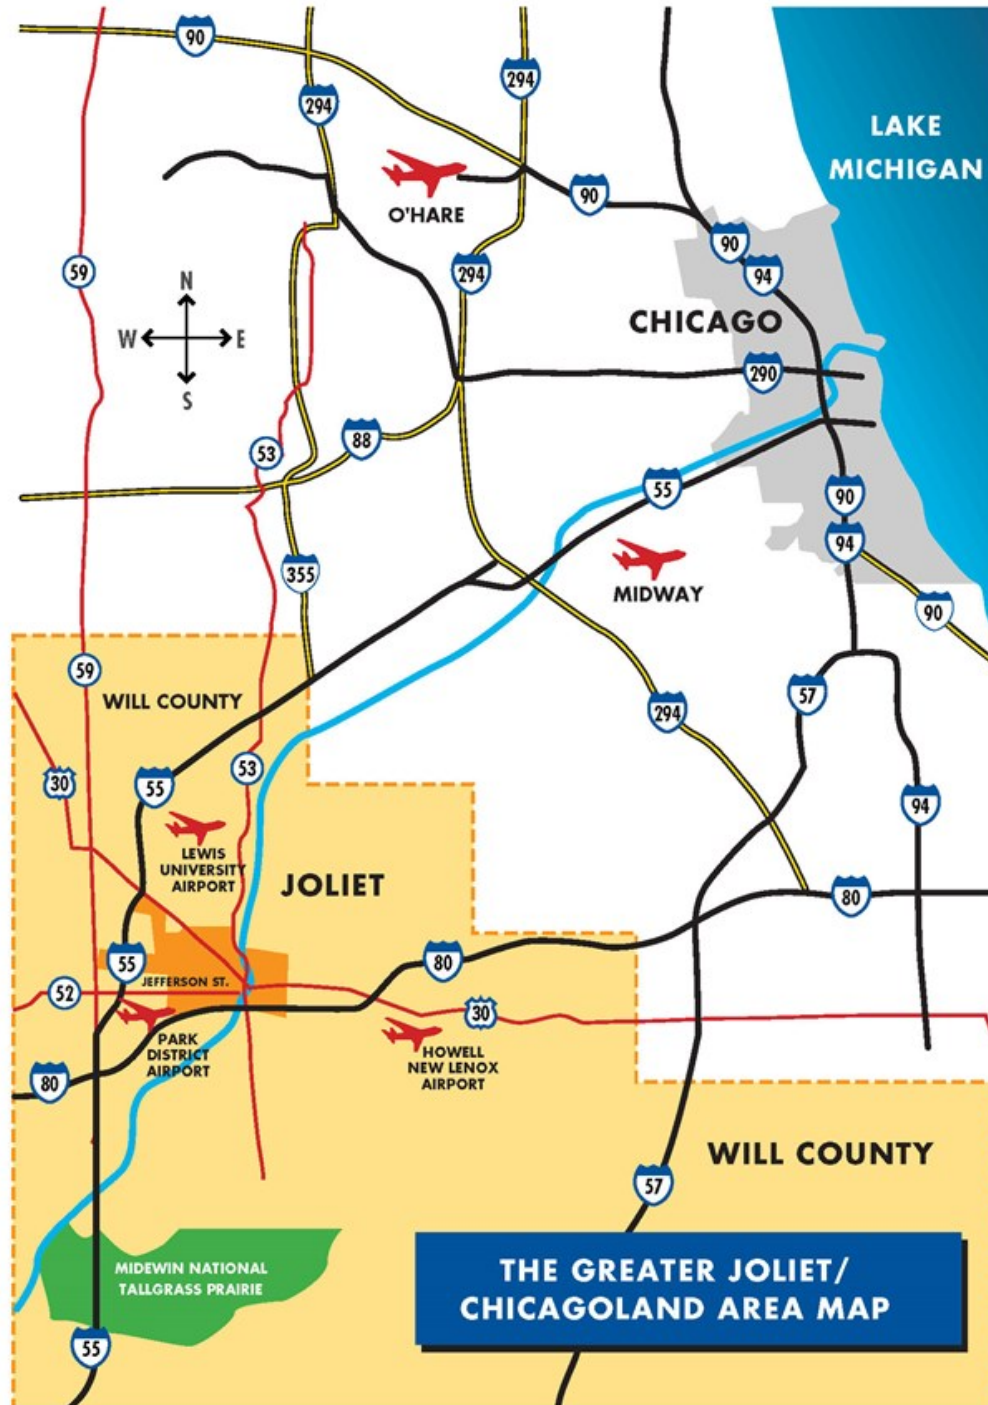 90
294
294
LAKE
MICHIGAN
90
O'HARE
59
294
90
94
N
W
E
S
CHICAGO
290
88
53
55
90
94
355
MIDWAY
90
59
WILL COUNTY
57
294
53
30
55
94
LEWIS
UNIVERSITY
AIRPORT
JOLIET
80
55
80
JEFFERSON ST.
52
30
PARK
DISTRICT
AIRPORT
HOWELL
NEW LENOX
AIRPORT
80
WILL COUNTY
57
MIDEWIN NATIONAL
TALLGRASS PRAIRIE
THE GREATER JOLIET/
CHICAGOLAND AREA MAP
55